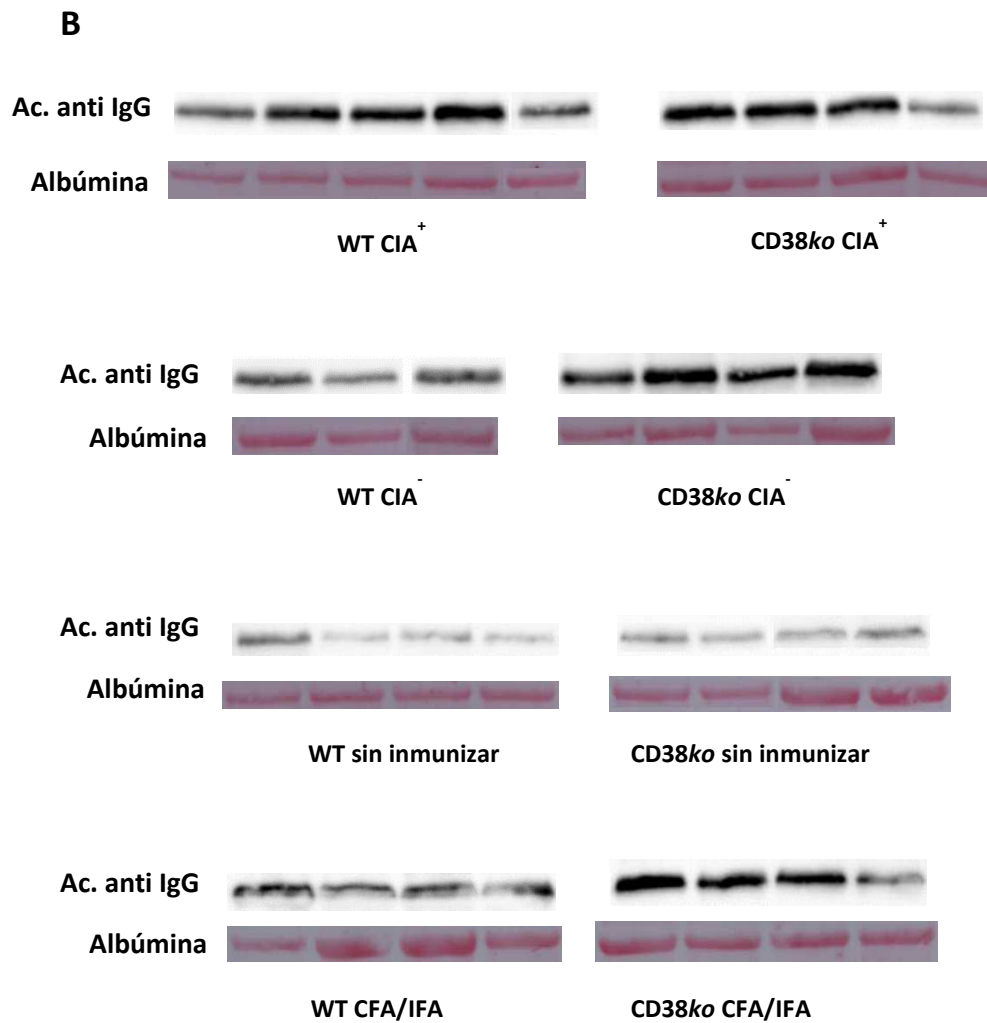 B
Ac. anti IgG
Albúmina
WT CIA+
CD38ko CIA+
Ac. anti IgG
Albúmina
WT CIA-
CD38ko CIA-
Ac. anti IgG
Albúmina
WT sin inmunizar
CD38ko sin inmunizar
Ac. anti IgG
Albúmina
WT CFA/IFA
CD38ko CFA/IFA